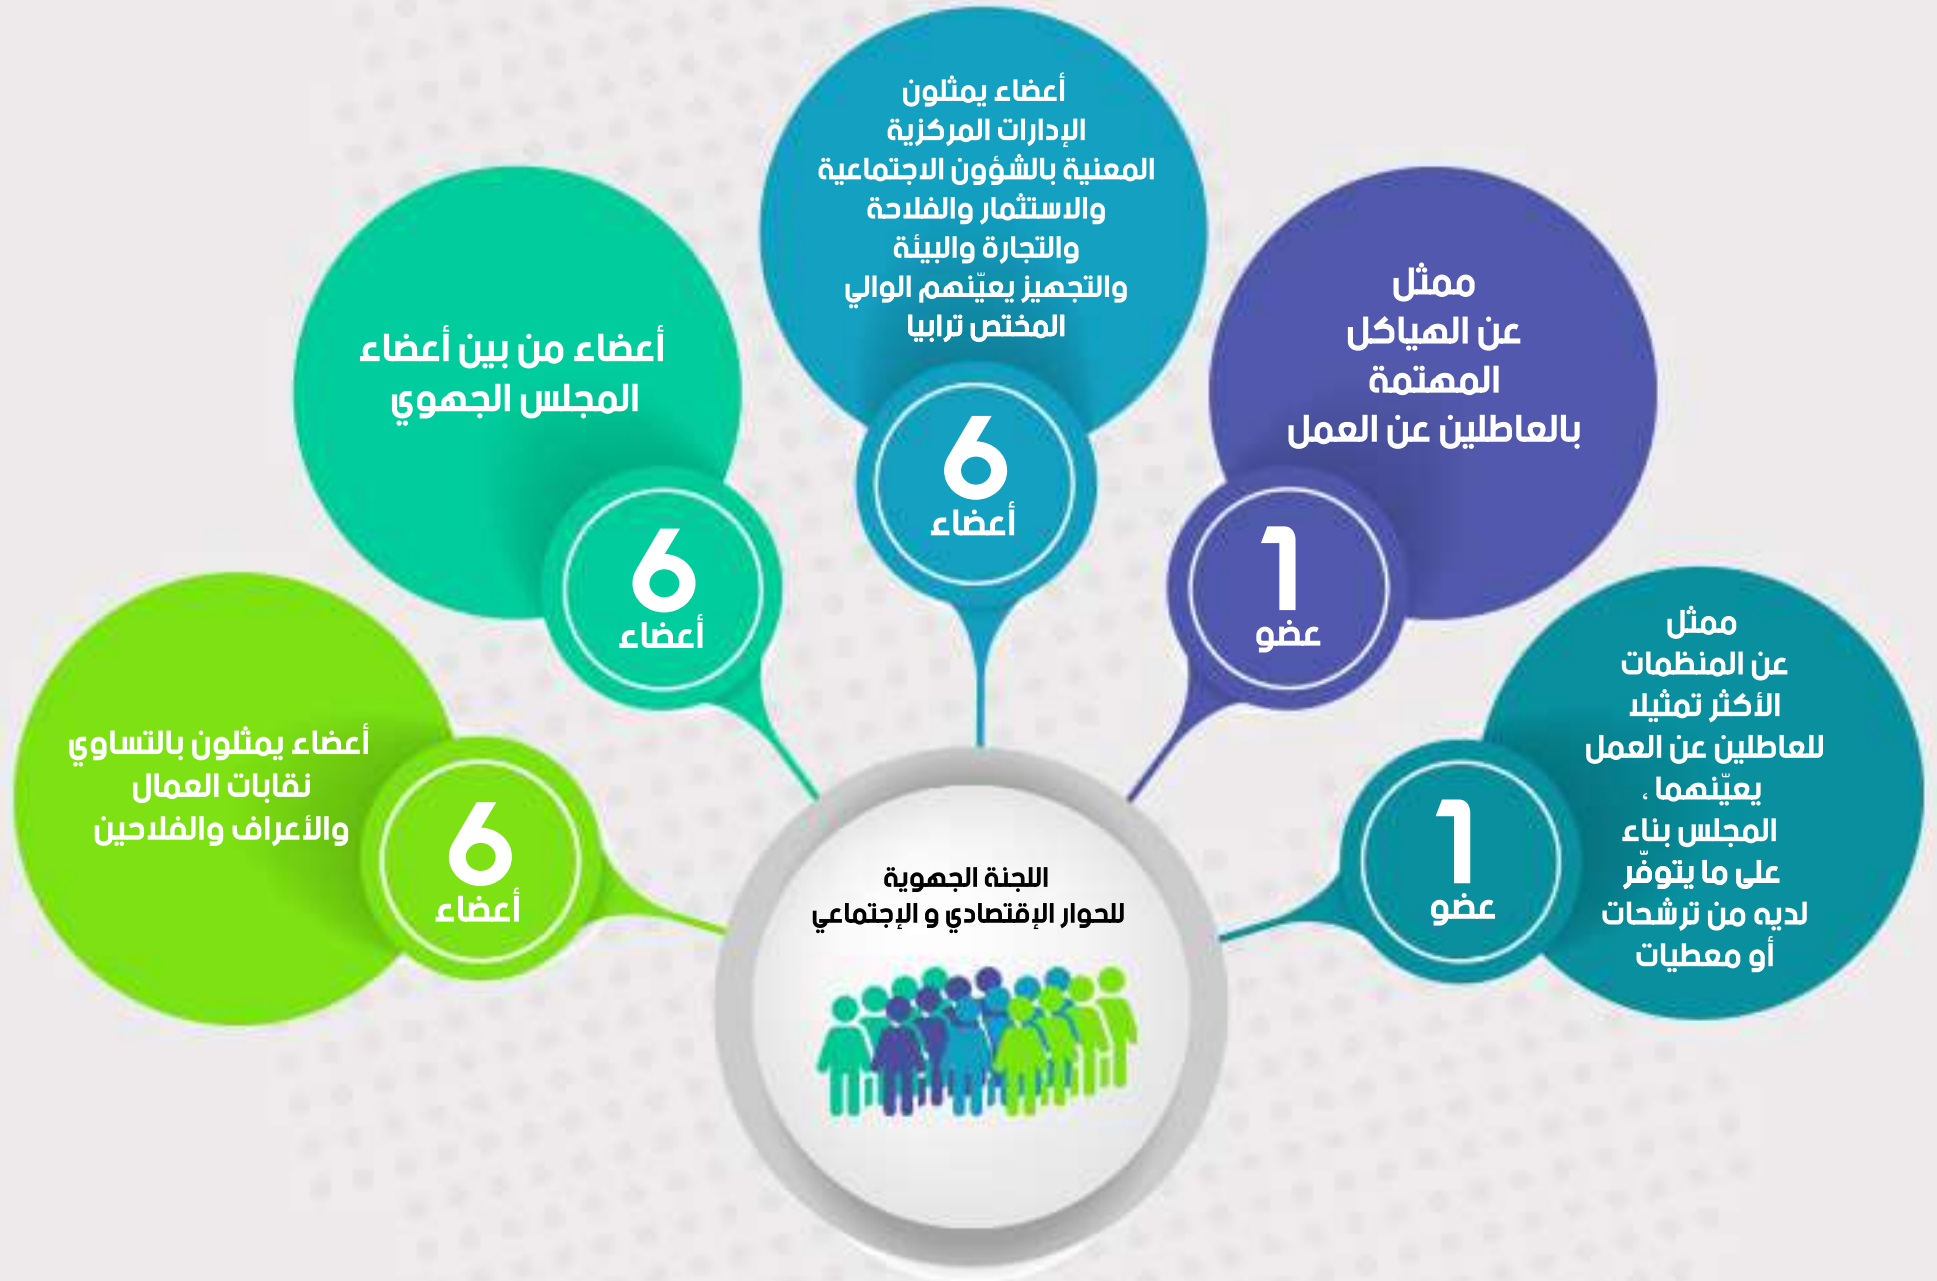 أعضاء يمثلون
الإدارات المركزية
المعنية بالشؤون الاجتماعية
والاستثمار والفلاحة
والتجارة والبيئة
والتجهيز يعيّنهم الوالي
المختص ترابيا
6
أعضاء
ممثل
عن الهياكل
المهتمة
بالعاطلين عن العمل
1
عضو
أعضاء من بين أعضاء
المجلس الجهوي
6
أعضاء
ممثل
عن المنظمات
الأكثر تمثيلا
للعاطلين عن العمل
يعيّنهما ،
المجلس بناء
على ما يتوفّر
لديه من ترشحات
أو معطيات
1
عضو
أعضاء يمثلون بالتساوي
نقابات العمال
والأعراف والفلاحين
6
أعضاء
اللجنة الجهوية
للحوار الإقتصادي و الإجتماعي